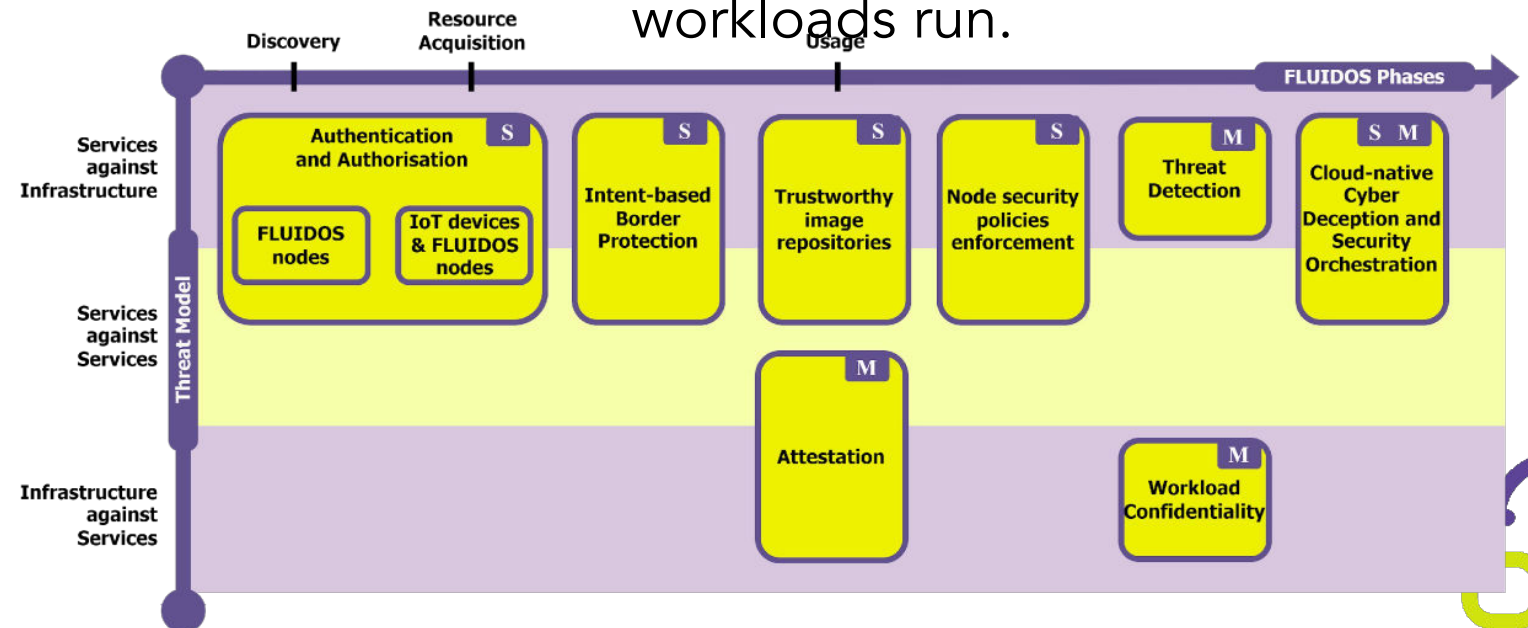 workloads run.
Discovery
Resource
Acquisition
Usage
FLUIDOS Phases
Services
against
Infrastructure
Authentication
and Authorisation
S
FLUIDOS
nodes
IoT devices
& FLUIDOS
nodes
S
Intent-based
Border
Protection
S
Trustworthy
image
repositories
S
Node security
policies
enforcement
M
Threat
Detection
S M
Cloud-native
Cyber
Deception and
Security
Orchestration
Threat Model
Services
against
Services
M
Attestation
Infrastructure
against
Services
M
Workload
Confidentiality